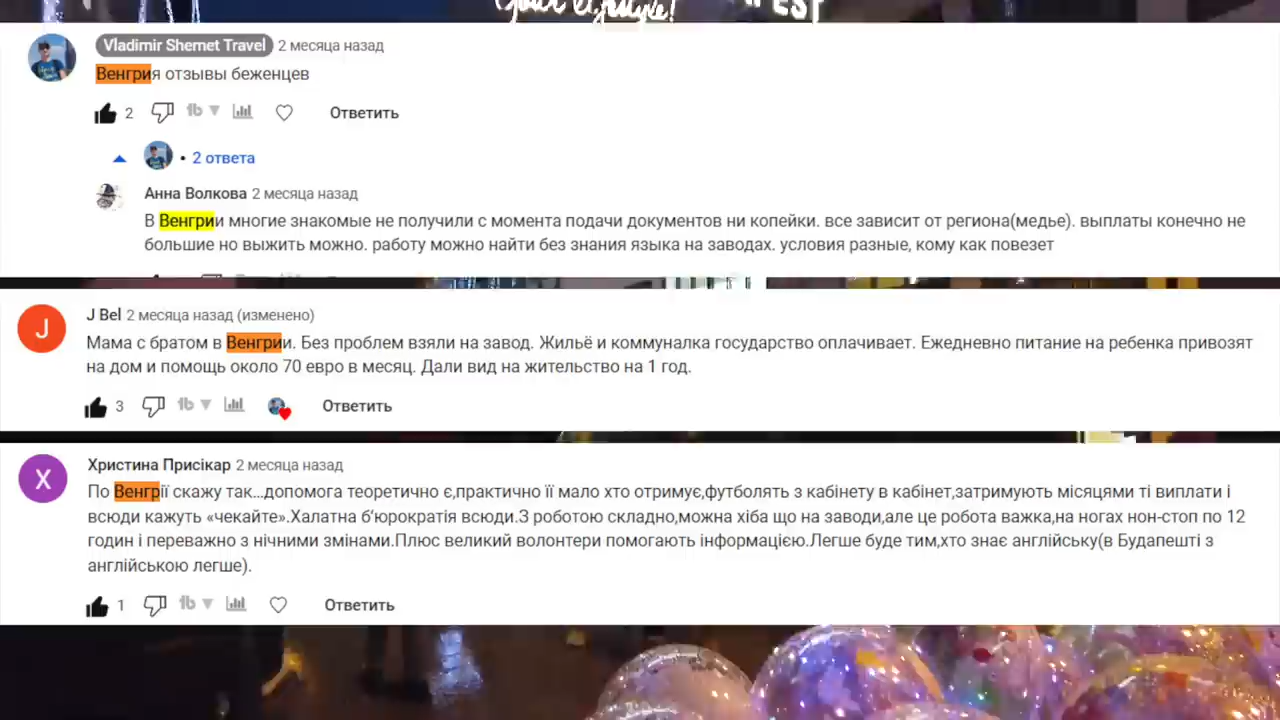 Vladimir Shemet Travel 2 месяца назад
Венгрия отзывы беженцев
2 Ответить
2 ответа
Анна Волкова 2 месяца назад
В Венгрии многие знакомые не получили с момента подачи документов ни копейки. все зависит от региона(медье). выплаты конечно не
большие но выжить можно. работу можно найти без знания языка на заводах. условия разные, кому как повезет
J
J Bel 2 месяца назад (изменено)
Мама с братом в Венгрии. Без проблем взяли на завод. Жильё и коммуналка государство оплачивает. Ежедневно питание на ребенка привозят
на дом и помощь около 70 евро в месяц. Дали вид на жительство на 1 год.
3 Ответить
Х
Христина Присікар 2 месяца назад
По Венгрії скажу так…допомога теоретично є,практично її мало хто отримує,футболять з кабінету в кабінет,затримують місяцями ті виплати і
всюди кажуть «чекайте».Халатна б‘юрократія всюди.З роботою складно,можна хіба що на заводи,але це робота важка,на ногах нон-стоп по 12
годин і переважно з нічними змінами.Плюс великий волонтери помогають інформацією.Легше буде тим,хто знає англійську(в Будапешті з
англійською легше).
1 Ответить